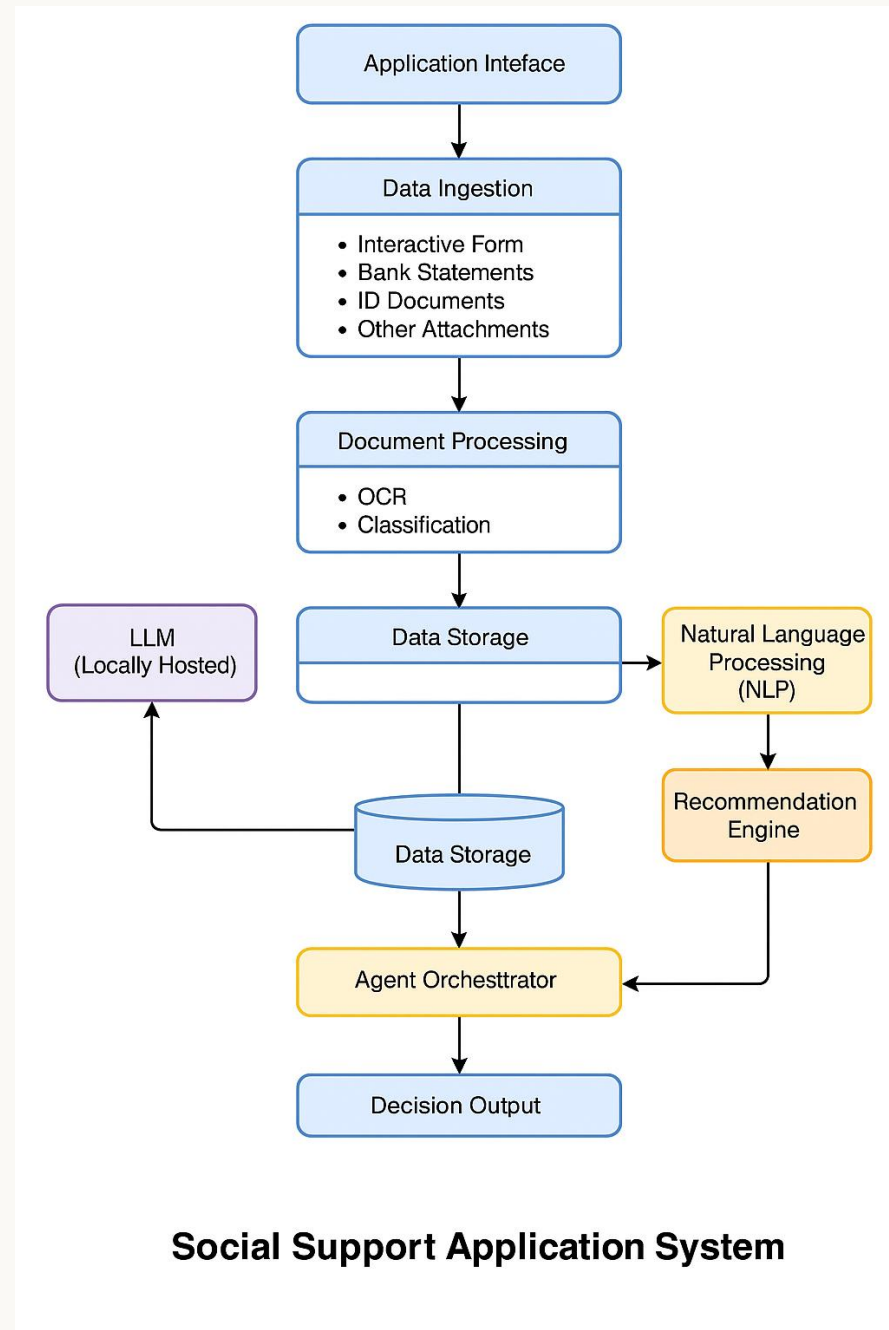 Application Inteface
Data Ingestion
• Interactive Form
• Bank Statements
• ID Documents
• Other Attachments
Document Processing
• OCR
• Classification
LLM
(Locally Hosted)
Data Storage
Natural Language
Processing
(NLP)
Recommendation
Engine
Data Storage
Agent Orchesttrator
Decision Output
Social Support Application System